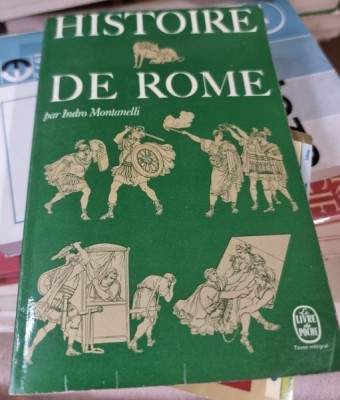 HISTOIRE
DE ROME
par Indro Montanelli
Le
LIVRE
de
POCHE
Texte intégral